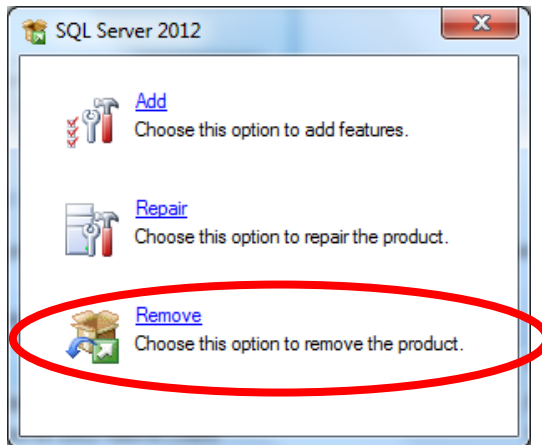 SQL Server 2012
Add
Choose this option to add features.
Repair
Choose this option to repair the product.
Remove
Choose this option to remove the product.